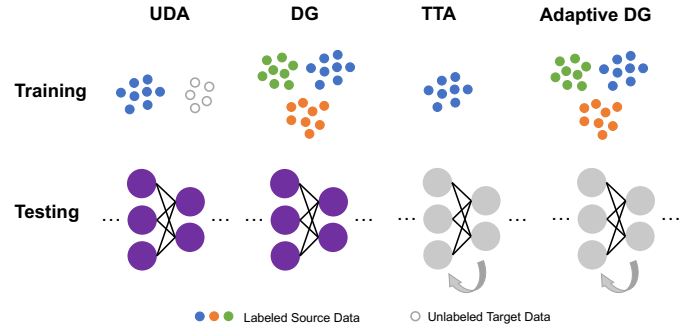 UDA DG TTA Adaptive DG
Training
Testing
... ... ... ... ...
Labeled Source Data Unlabeled Target Data